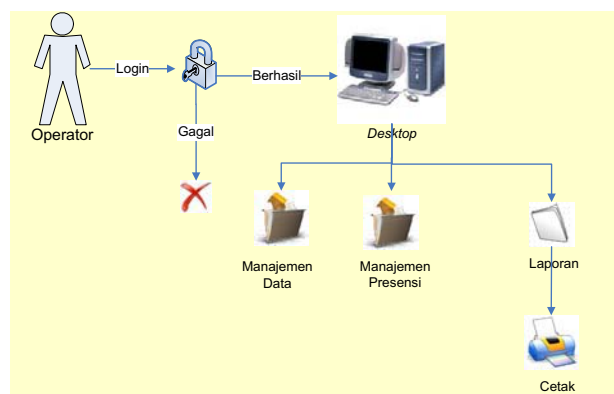 Login
Berhasil
Operator
Gagal
Desktop
Manajemen
Data
Manajemen
Presensi
Laporan
Cetak